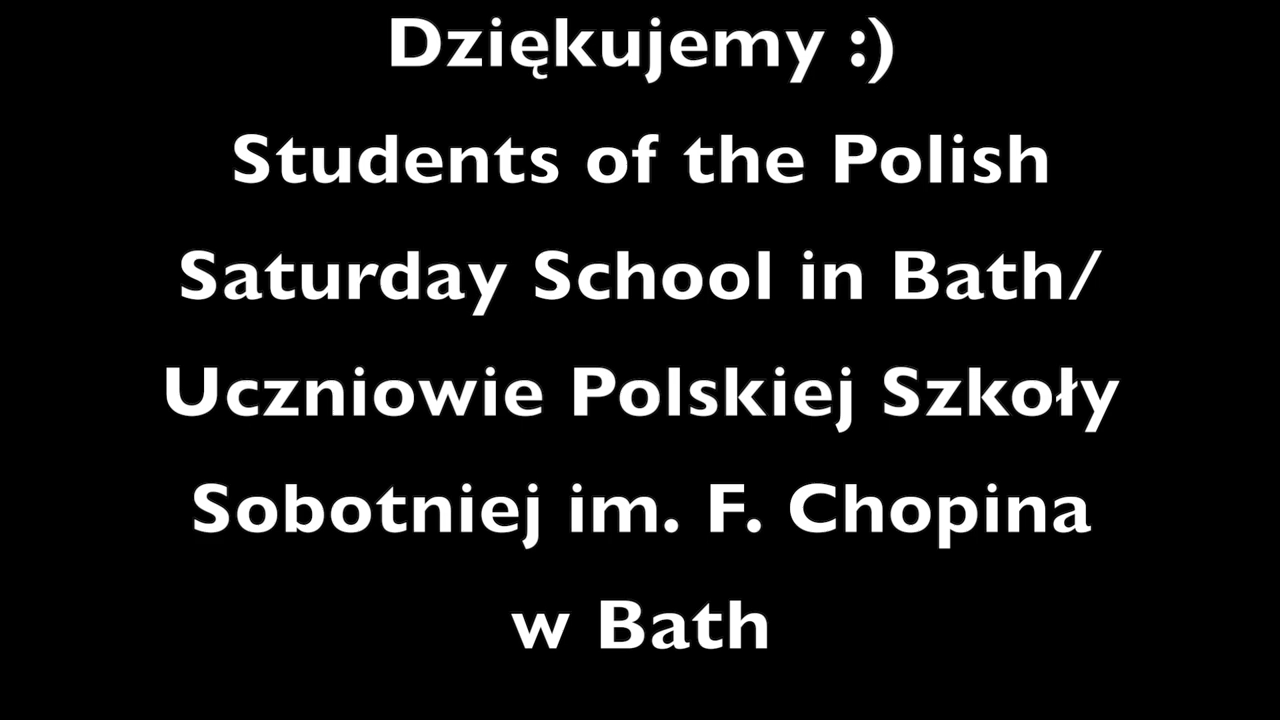 Dziękujemy :)
Students of the Polish
Saturday School in Bath/
Uczniowie Polskiej Szkoły
Sobotniej im. F. Chopina
w Bath